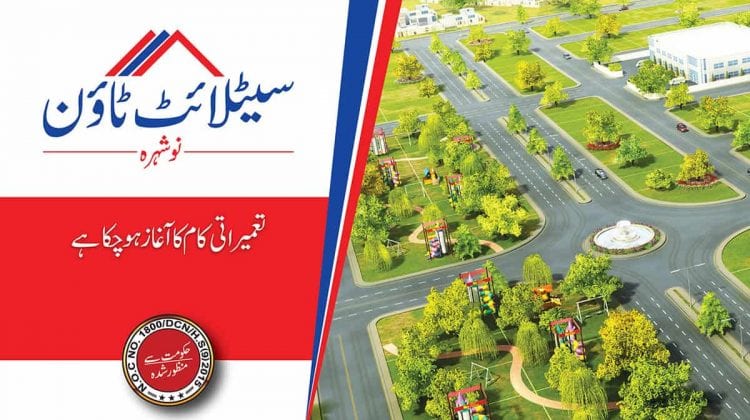 سیٹلائٹ ٹاؤن
نوشہرہ
تعمیراتی کام کا آغاز ہو چکا ہے
N.O.C NO. 1800/DCN/H.S(9)2015
حکومت سے
منظور شدہ